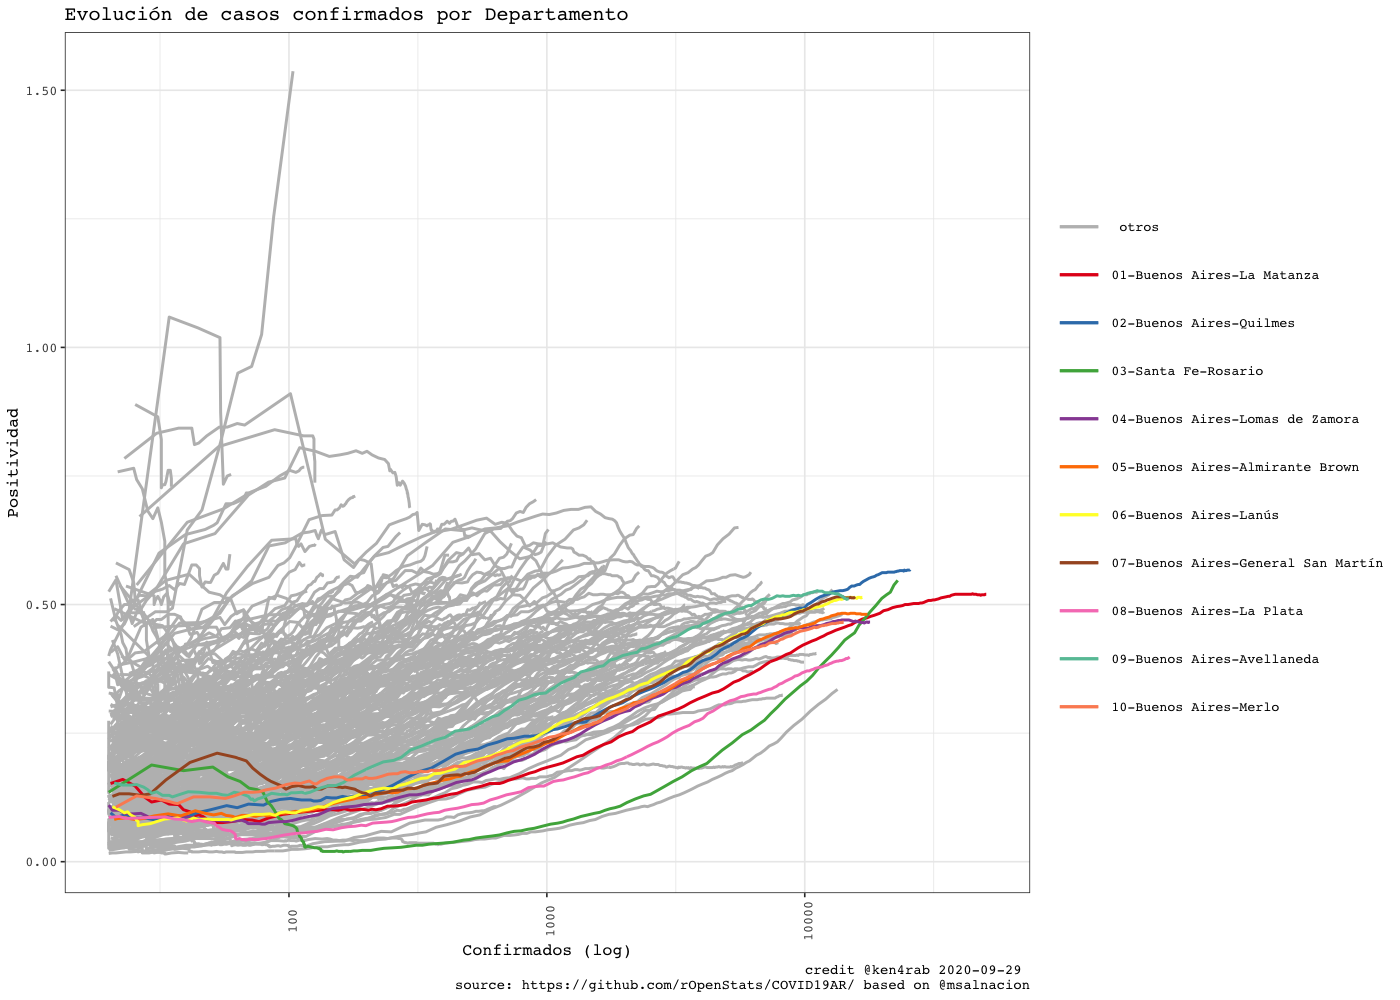 Evolución de casos confirmados por Departamento
Positividad
1.50
1.00
0.50
0.00
100
1000
10000
Confirmados (log)
otros
01-Buenos Aires-La Matanza
02-Buenos Aires-Quilmes
03-Santa Fe-Rosario
04-Buenos Aires-Lomas de Zamora
05-Buenos Aires-Almirante Brown
06-Buenos Aires-Lanús
07-Buenos Aires-General San Martín
08-Buenos Aires-La Plata
09-Buenos Aires-Avellaneda
10-Buenos Aires-Merlo
credit @ken4rab 2020-09-29
source: https://github.com/rOpenStats/COVID19AR/ based on @msalnacion